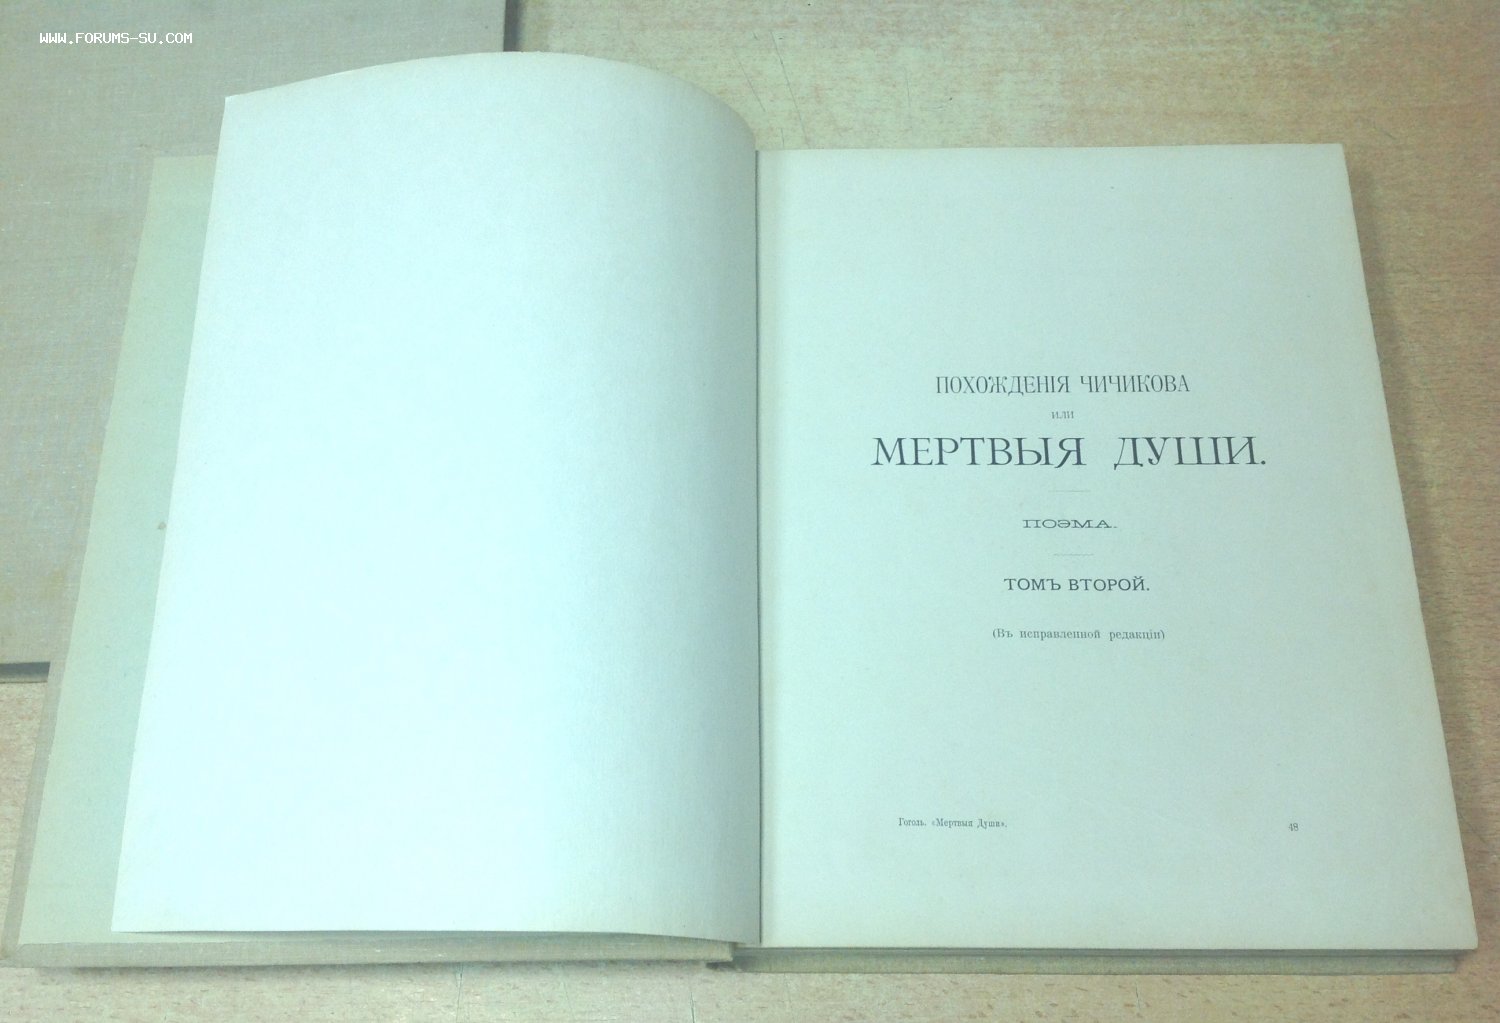 WWW.FORUMS-SU.COM
ПОХОЖДЕНІЯ ЧИЧИКОВА
ИЛИ
МЕРТВЫЯ ДУШИ.
ПОЭМА.
ТОМЪ ВТОРОЙ.
(Въ исправленной редакціи)
Гоголь. «Мертвыя Души». 48